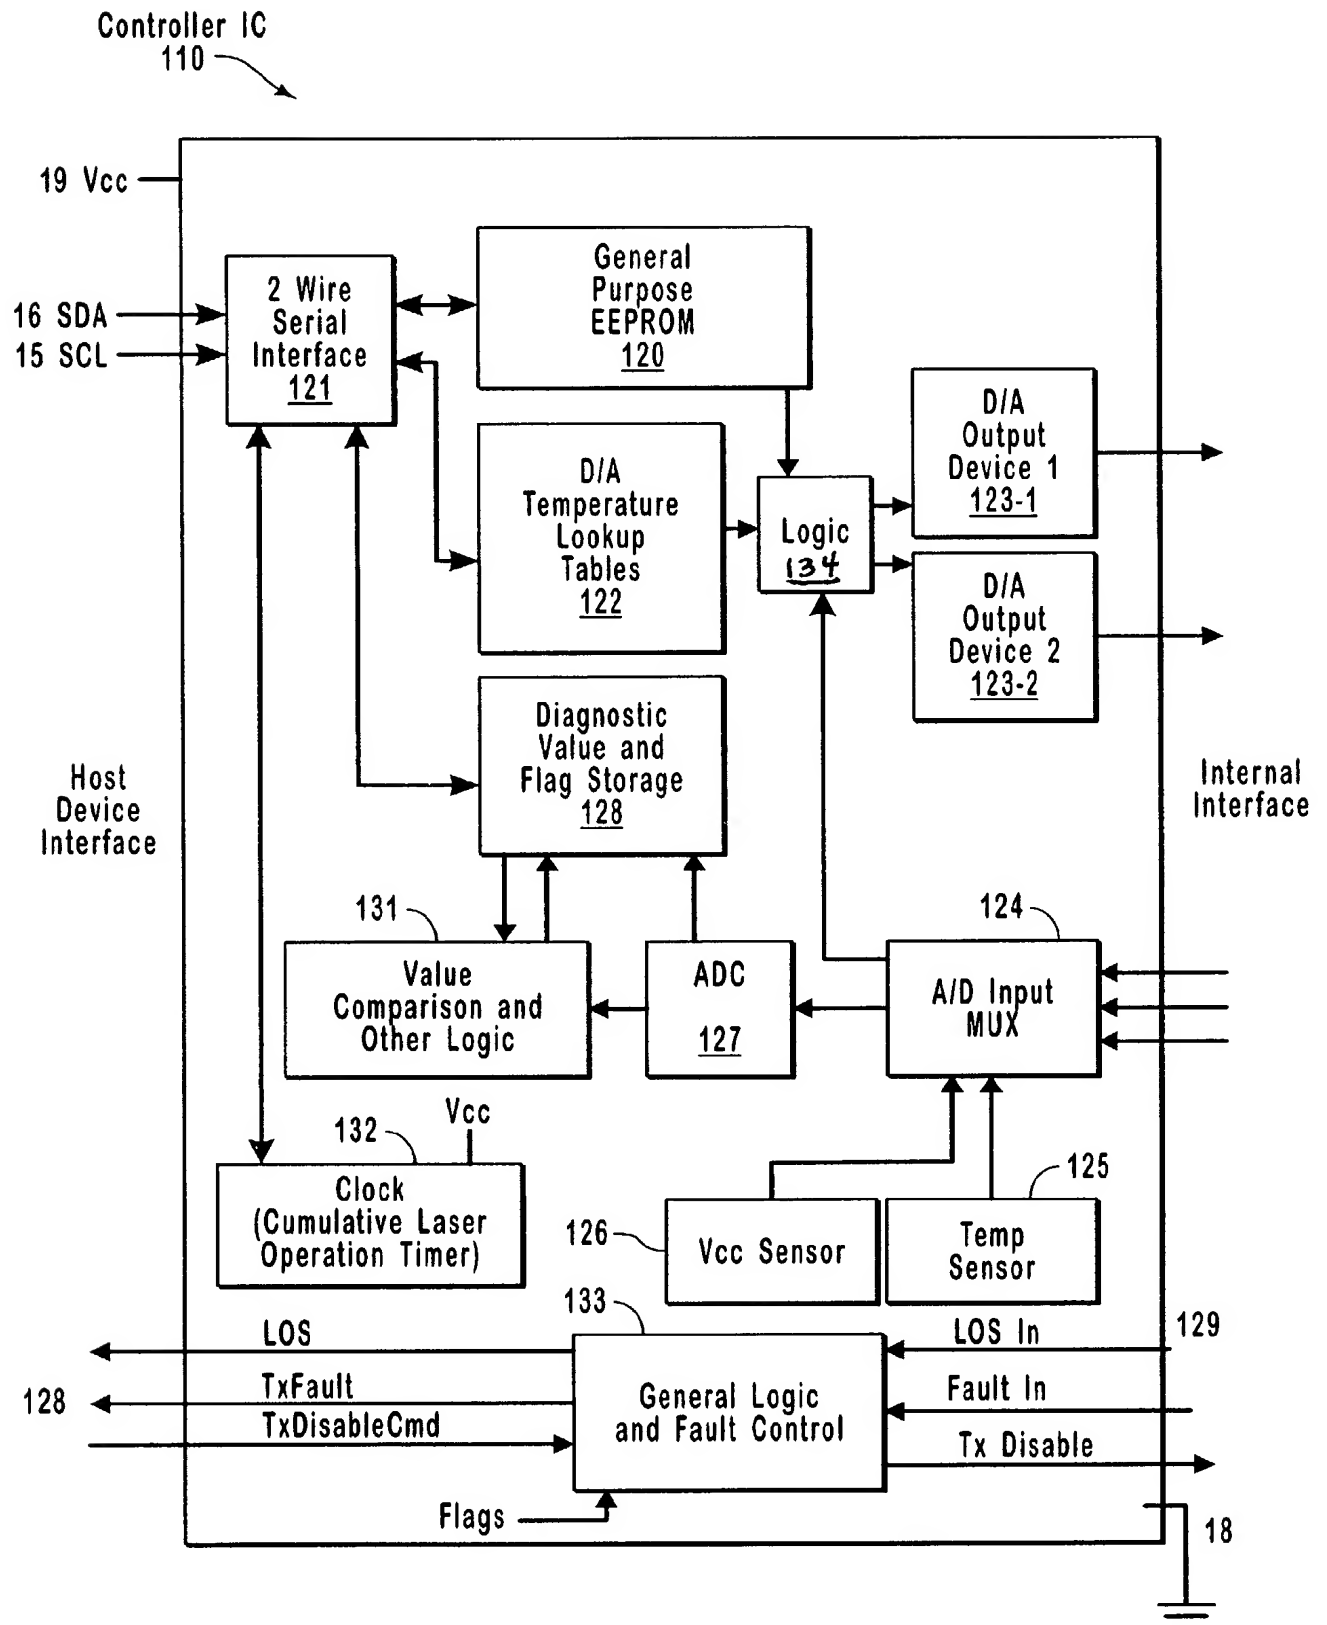 Controller IC
110
19 Vcc
16 SDA
15 SCL
2 Wire
Serial
Interface
121
General
Purpose
EEPROM
120
D/A
Temperature
Lookup
Tables
122
Logic
134
D/A
Output
Device 1
123-1
D/A
Output
Device 2
123-2
Diagnostic
Value and
Flag Storage
128
Host
Device
Interface
Internal
Interface
131
Value
Comparison and
Other Logic
ADC
127
124
A/D Input
MUX
Vcc
132
Clock
(Cumulative Laser
Operation Timer)
126
Vcc Sensor
125
Temp
Sensor
133
General Logic
and Fault Control
LOS
TxFault
TxDisableCmd
128
LOS In
129
Fault In
Tx Disable
Flags
18